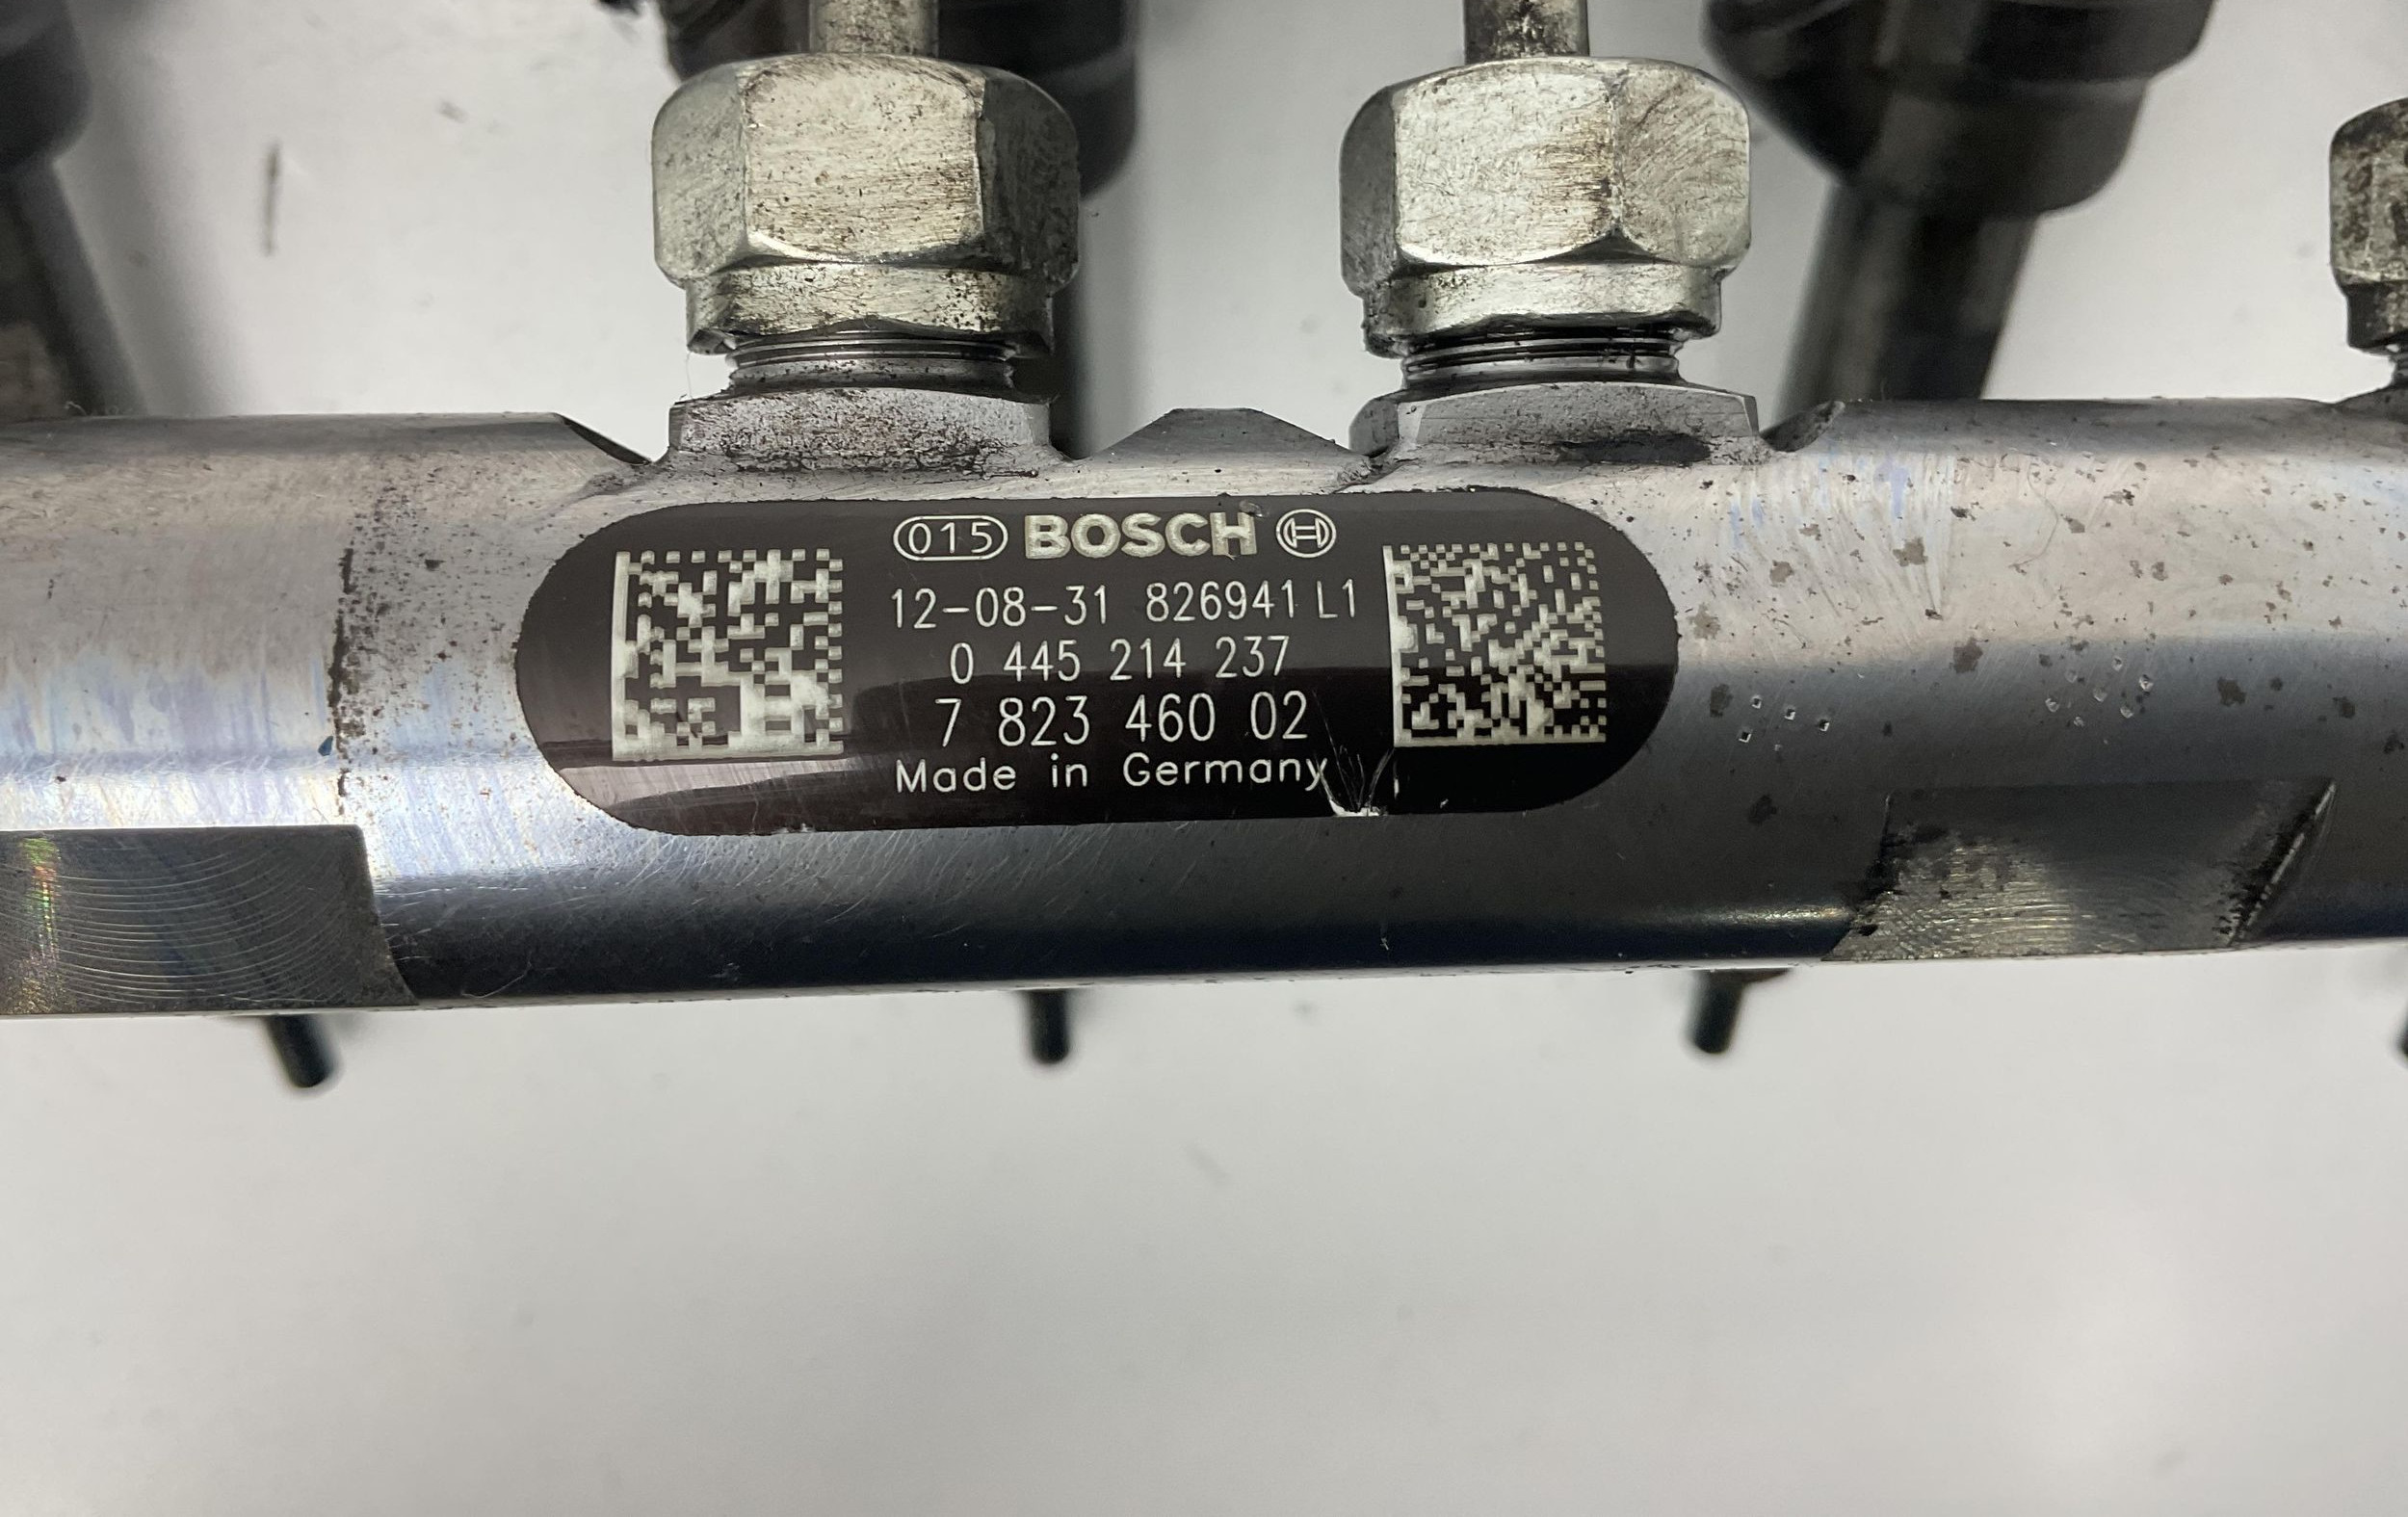 015 BOSCH
12-08-31 826941 L1
0 445 214 237
7 823 460 02
Made in Germany